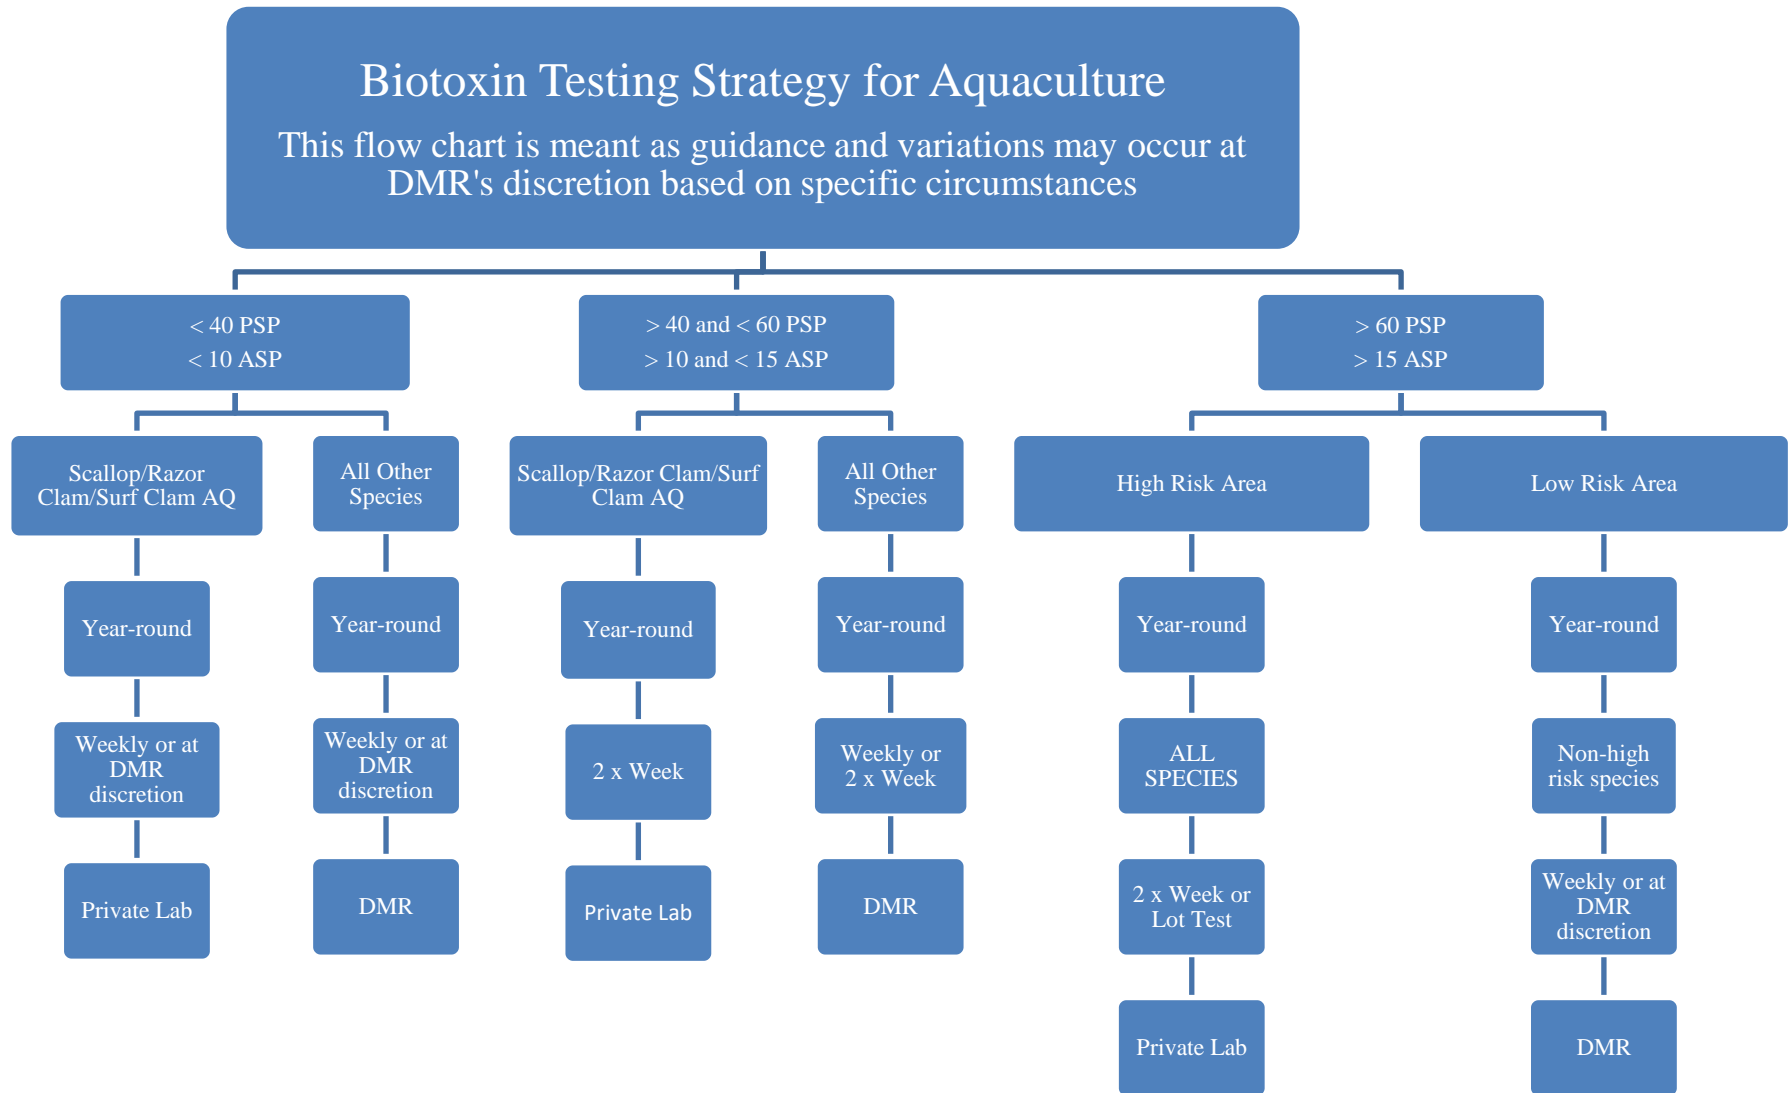 Biotoxin Testing Strategy for Aquaculture
This flow chart is meant as guidance and variations may occur at
DMR's discretion based on specific circumstances
< 40 PSP
< 10 ASP
> 40 and < 60 PSP
> 10 and < 15 ASP
> 60 PSP
> 15 ASP
Scallop/Razor
Clam/Surf Clam AQ
All Other
Species
Scallop/Razor Clam/Surf
Clam AQ
All Other
Species
High Risk Area
Low Risk Area
Year-round
Year-round
Year-round
Year-round
Year-round
Year-round
Weekly or at
DMR
discretion
Weekly or at
DMR
discretion
2 x Week
Weekly or
2 x Week
ALL
SPECIES
Non-high
risk species
Private Lab
DMR
Private Lab
DMR
2 x Week or
Lot Test
Weekly or at
DMR
discretion
Private Lab
DMR